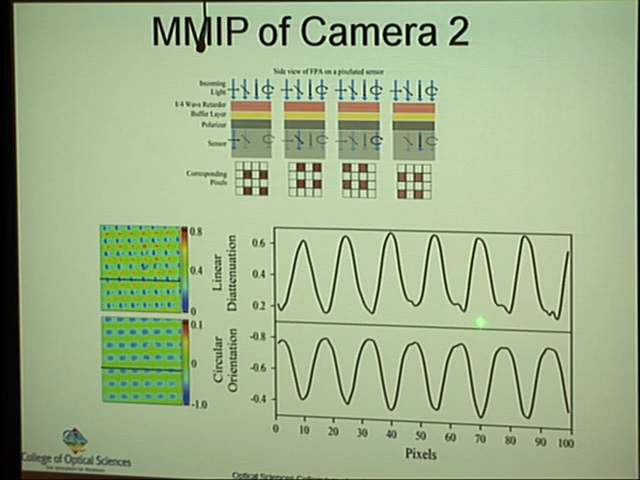 MMIP of Camera 2
Side view of FPA on a pixelated sensor
Incoming
Light
1/4 Wave Retarder
Buffer Layer
Polarizer
Sensor
Corresponding
Pixels
0.8
0.4
0
Linear
Diattenuation
0.6
0.4
0.2
0.1
0
-1.0
Circular
Orientation
-0.8
-0.6
-0.4
0 10 20 30 40 50 60 70 80 90 100
Pixels
College of Optical Sciences